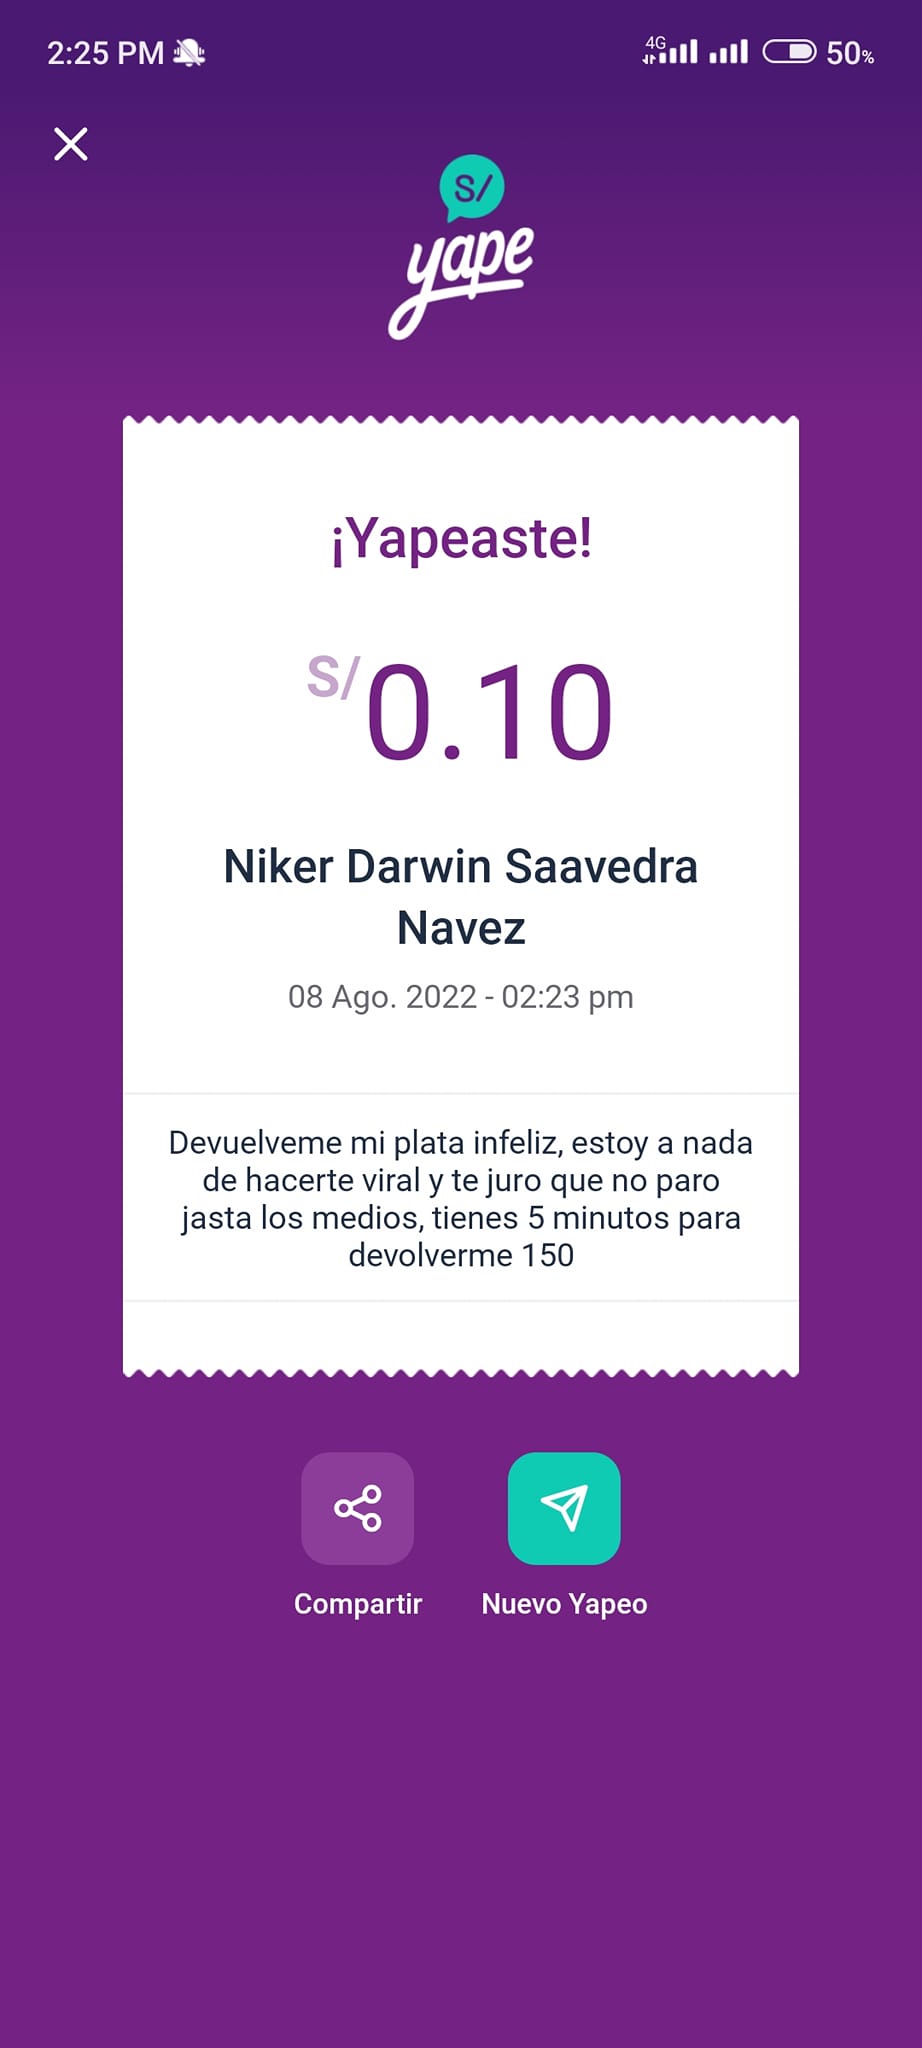 2:25 PM
4G
50%
S/
yape
¡Yapeaste!
S/0.10
Niker Darwin Saavedra
Navez
08 Ago. 2022 - 02:23 pm
Devuelveme mi plata infeliz, estoy a nada
de hacerte viral y te juro que no paro
jasta los medios, tienes 5 minutos para
devolverme 150
Compartir
Nuevo Yapeo